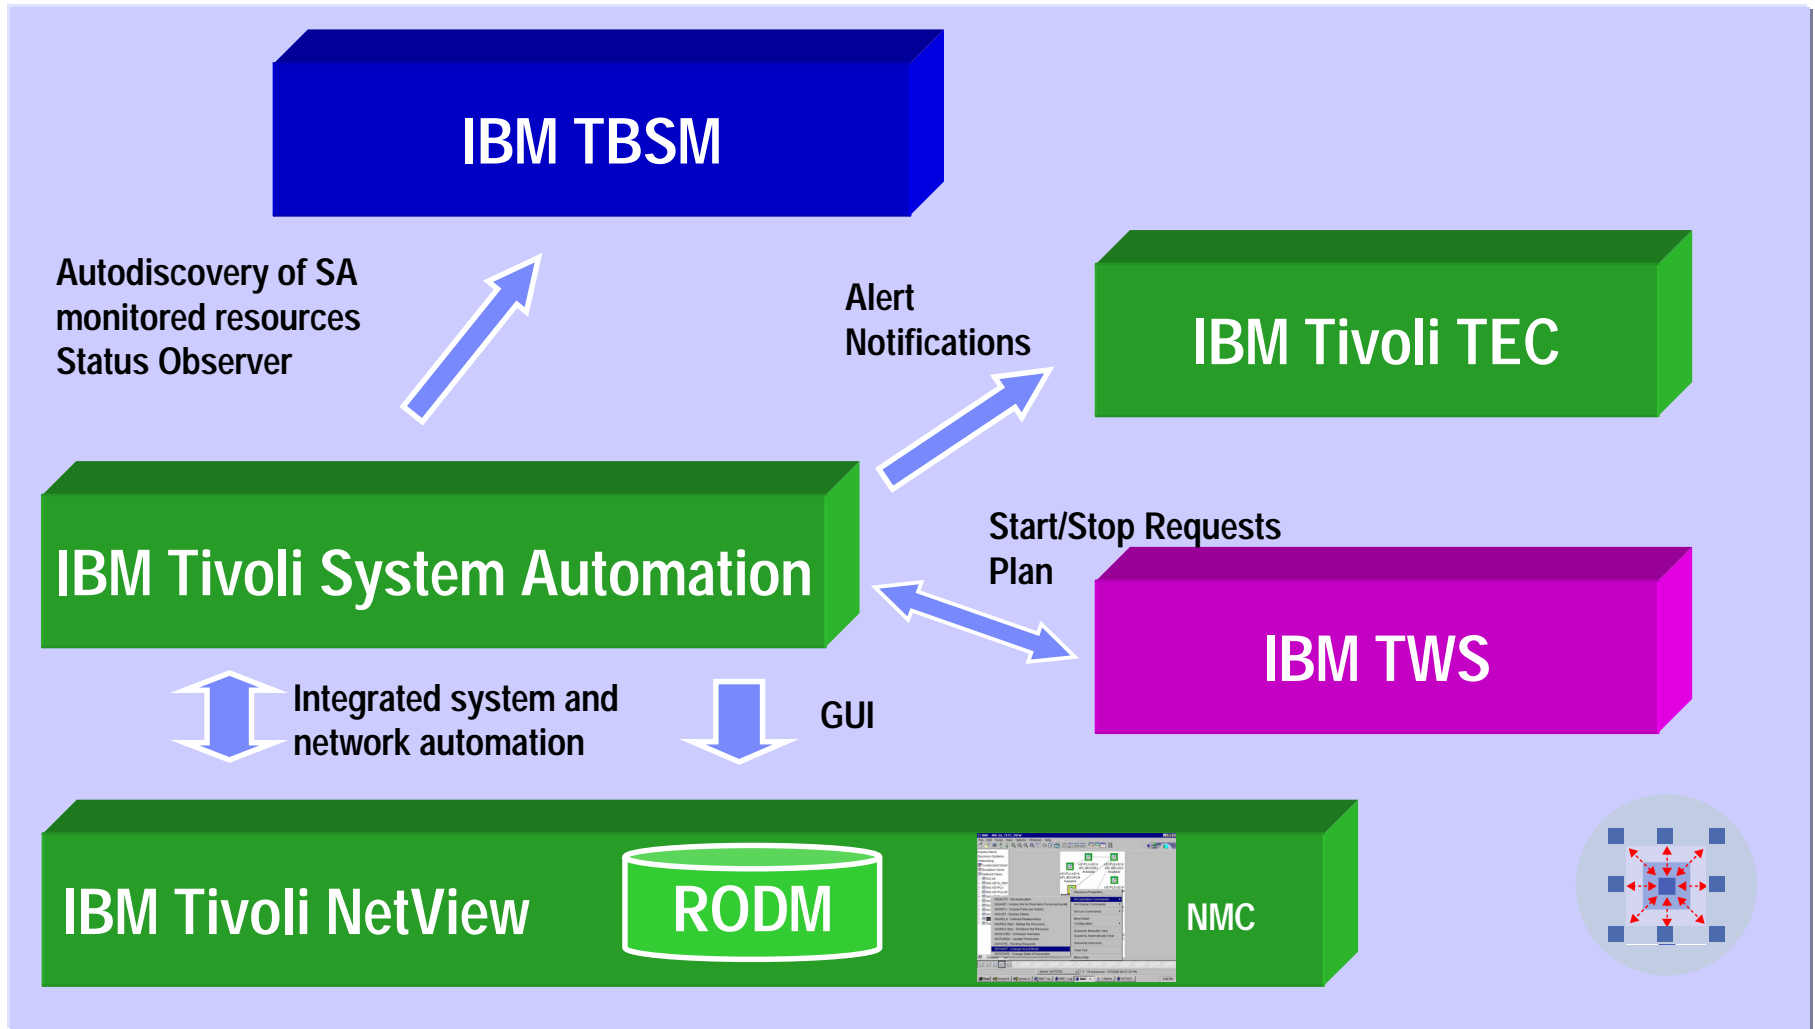 IBM TBSM
Autodiscovery of SA
monitored resources
Status Observer
Alert
Notifications
IBM Tivoli TEC
IBM Tivoli System Automation
Start/Stop Requests
Plan
IBM TWS
Integrated system and
network automation
GUI
IBM Tivoli NetView
RODM
NMC